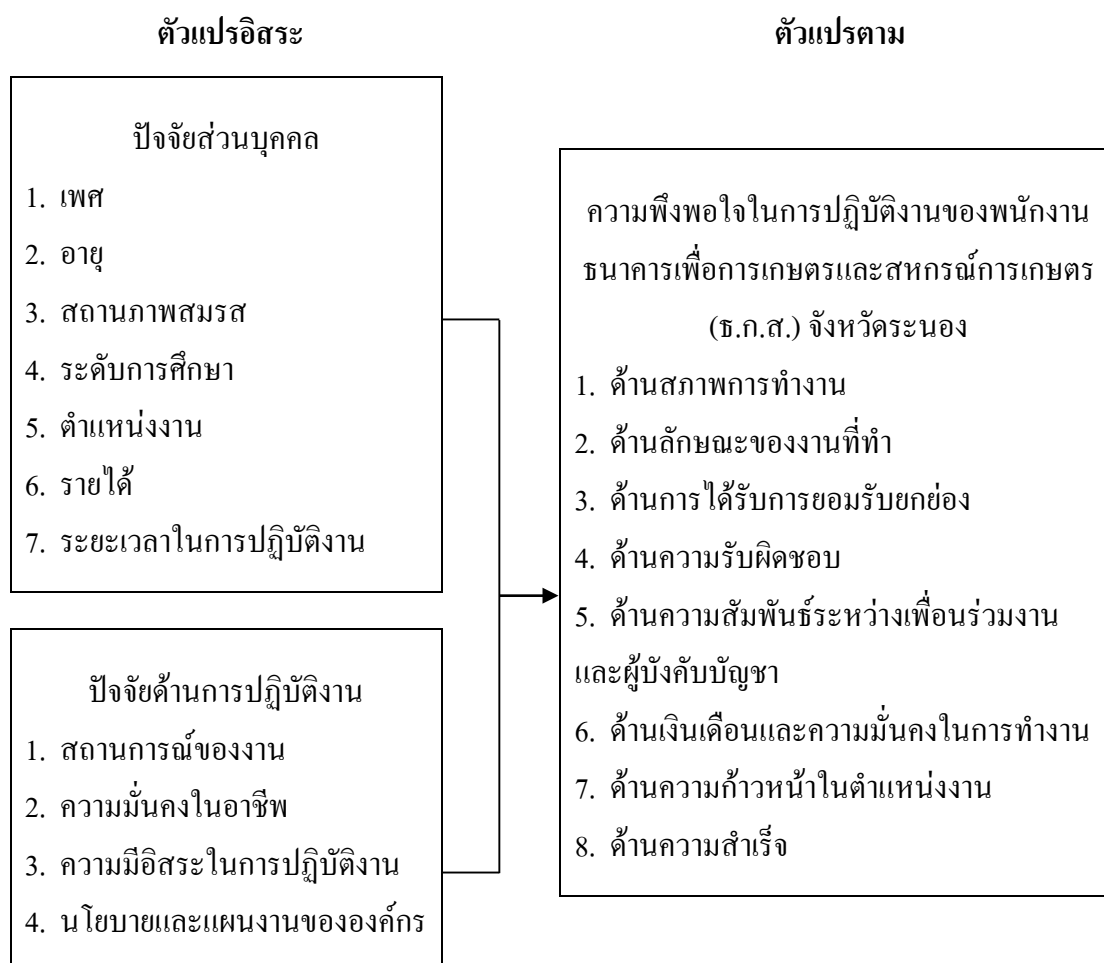 ตัวแปรอิสระ
ตัวแปรตาม
ปัจจัยส่วนบุคคล
1. เพศ
2. อายุ
3. สถานภาพสมรส
4. ระดับการศึกษา
5. ตำแหน่งงาน
6. รายได้
7. ระยะเวลาในการปฏิบัติงาน
ปัจจัยด้านการปฏิบัติงาน
1. สถานการณ์ของงาน
2. ความมั่นคงในอาชีพ
3. ความมีอิสระในการปฏิบัติงาน
4. นโยบายและแผนงานขององค์กร
ความพึงพอใจในการปฏิบัติงานของพนักงาน
ธนาคารเพื่อการเกษตรและสหกรณ์การเกษตร
(ธ.ก.ส.) จังหวัดระนอง
1. ด้านสภาพการทำงาน
2. ด้านลักษณะของงานที่ทำ
3. ด้านการได้รับการยอมรับยกย่อง
4. ด้านความรับผิดชอบ
5. ด้านความสัมพันธ์ระหว่างเพื่อนร่วมงาน
และผู้บังคับบัญชา
6. ด้านเงินเดือนและความมั่นคงในการทำงาน
7. ด้านความก้าวหน้าในตำแหน่งงาน
8. ด้านความสำเร็จ